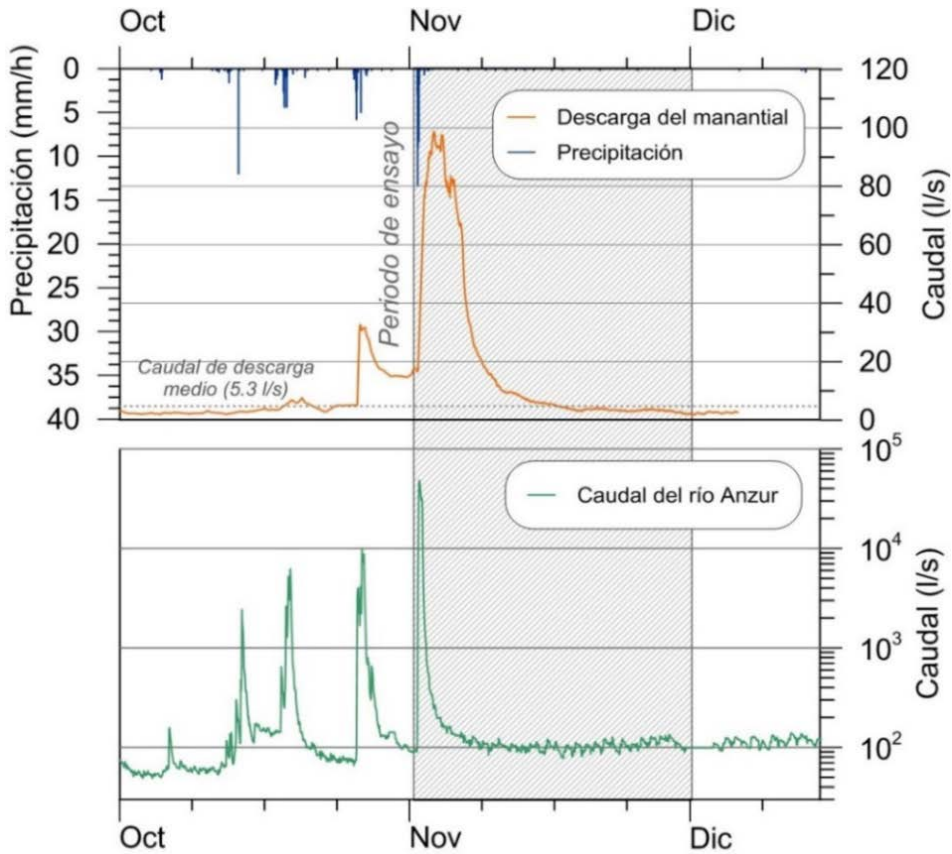 Oct
Nov
Dic
Precipitación (mm/h)
0
5
10
15
20
25
30
35
40
Descarga del manantial
Precipitación
Periodo de ensayo
Caudal de descarga
medio (5.3 l/s)
120
100
80
60
40
20
0
Caudal (l/s)
Caudal del río Anzur
10^5
10^4
10^3
10^2
Caudal (l/s)
Oct
Nov
Dic